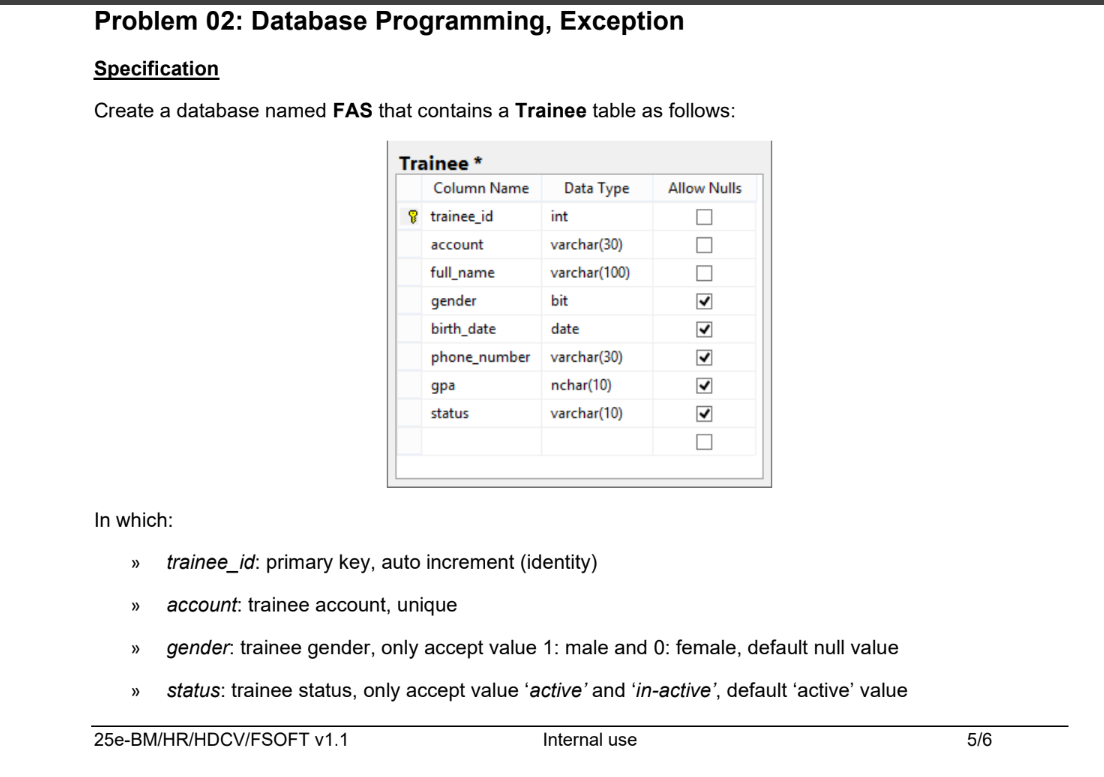 Problem 02: Database Programming, Exception
Specification
Create a database named FAS that contains a Trainee table as follows:
Trainee *
Column Name Data Type Allow Nulls
trainee_id int
account varchar(30)
full_name varchar(100)
gender bit
birth_date date
phone_number varchar(30)
gpa nchar(10)
status varchar(10)
In which:
» trainee_id: primary key, auto increment (identity)
» account: trainee account, unique
» gender: trainee gender, only accept value 1: male and 0: female, default null value
» status: trainee status, only accept value ‘active’ and ‘in-active’, default ‘active’ value
25e-BM/HR/HDCV/FSOFT v1.1 Internal use 5/6